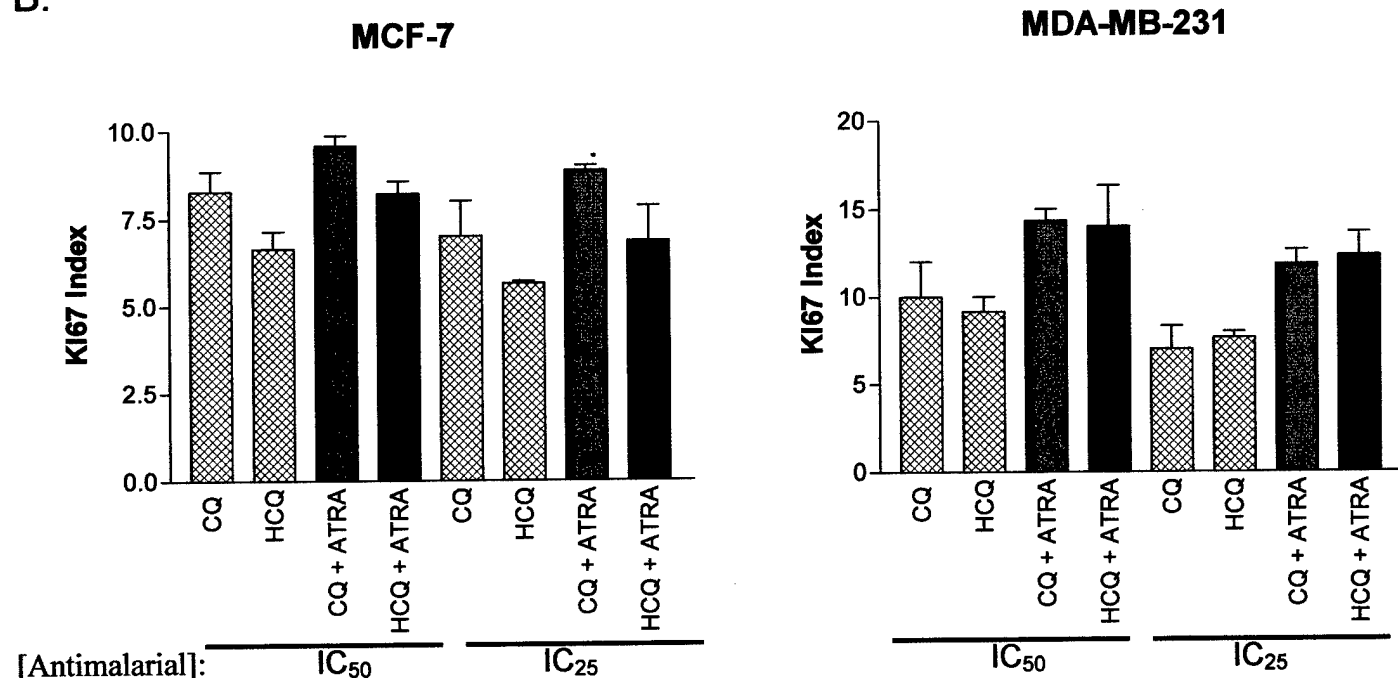 B.
MCF-7
MDA-MB-231
KI67 Index
10.0
7.5
5.0
2.5
0.0
CQ
HCQ
CQ + ATRA
HCQ + ATRA
CQ
HCQ
CQ + ATRA
HCQ + ATRA
KI67 Index
20
15
10
5
0
CQ
HCQ
CQ + ATRA
HCQ + ATRA
CQ
HCQ
CQ + ATRA
HCQ + ATRA
[Antimalarial]: IC₅₀ IC₂₅ IC₅₀ IC₂₅